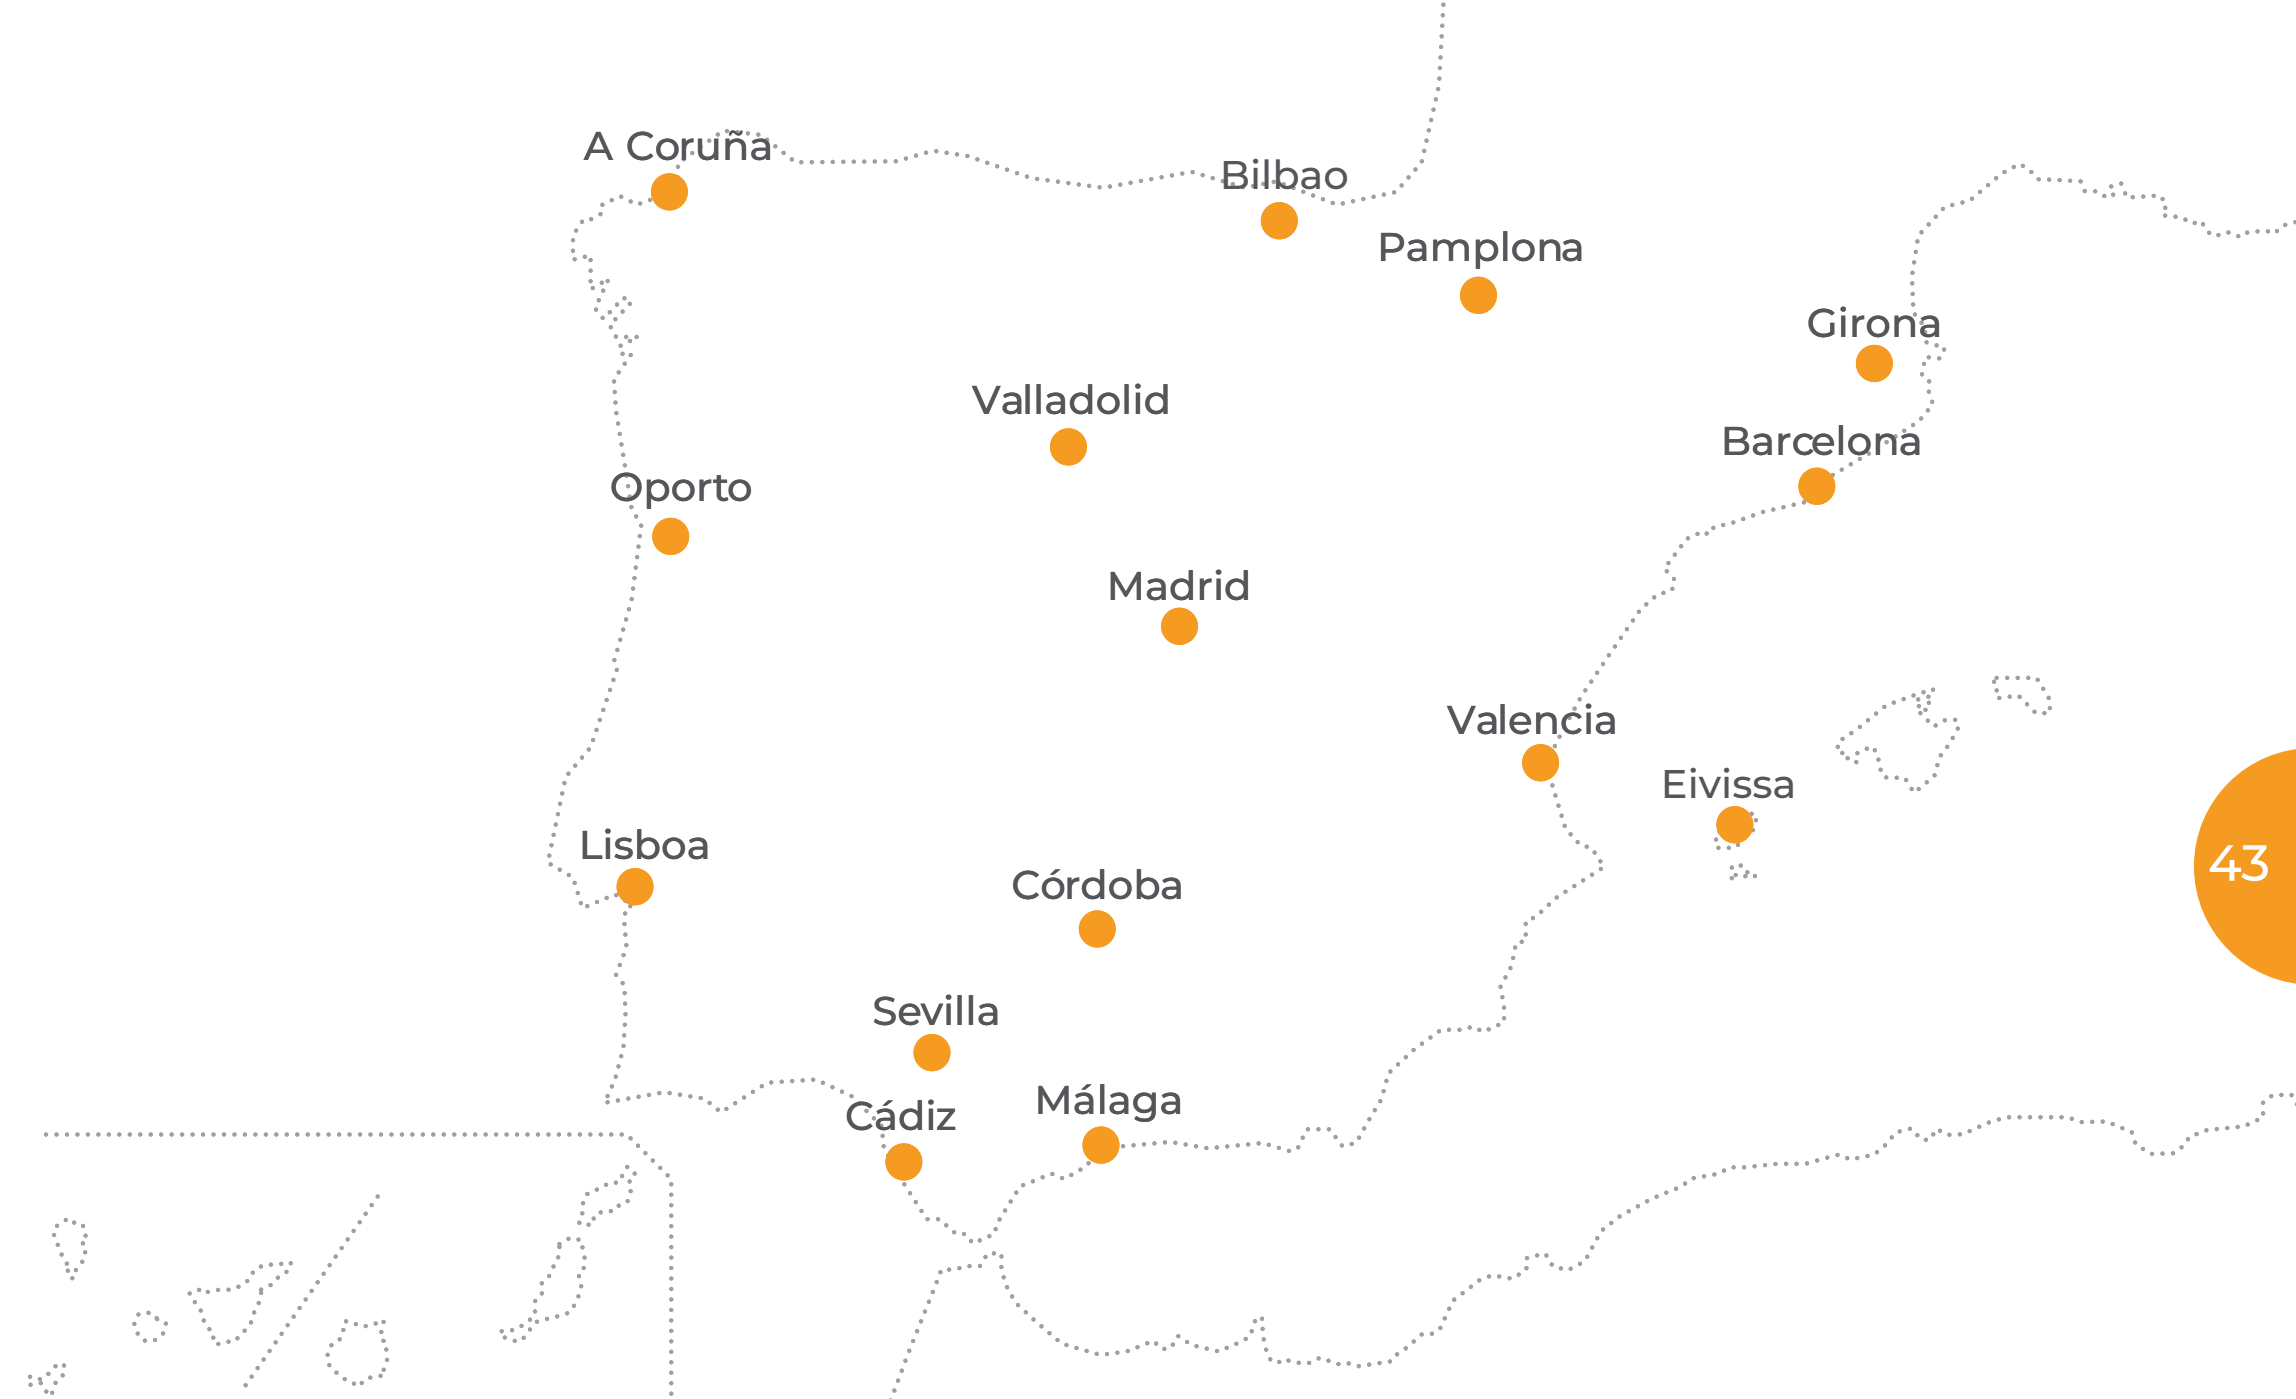 A Coruña
Bilbao
Pamplona
Girona
Valladolid
Barcelona
Oporto
Madrid
Valencia
Eivissa
Lisboa
43
Córdoba
Sevilla
Málaga
Cádiz